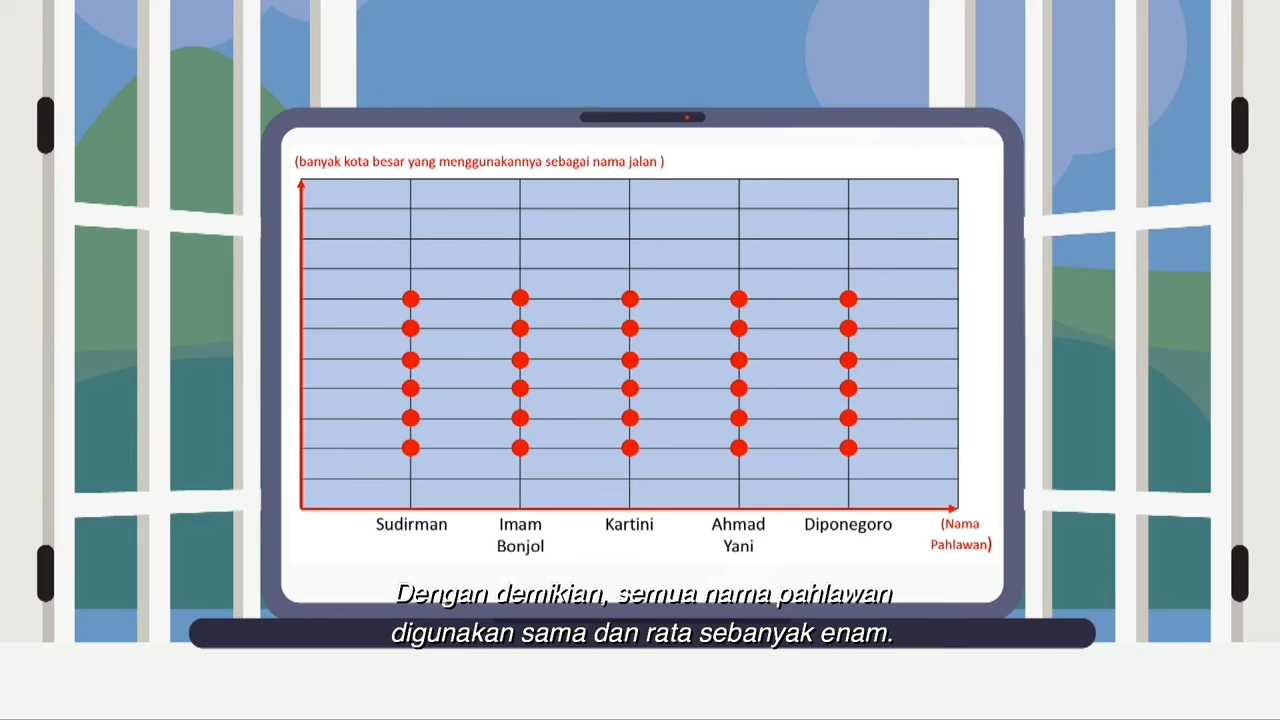 (banyak kota besar yang menggunakannya sebagai nama jalan )
Sudirman
Imam
Bonjol
Kartini
Ahmad
Yani
Diponegoro
(Nama
Pahlawan)
Dengan demikian, semua nama pahlawan
digunakan sama dan rata sebanyak enam.